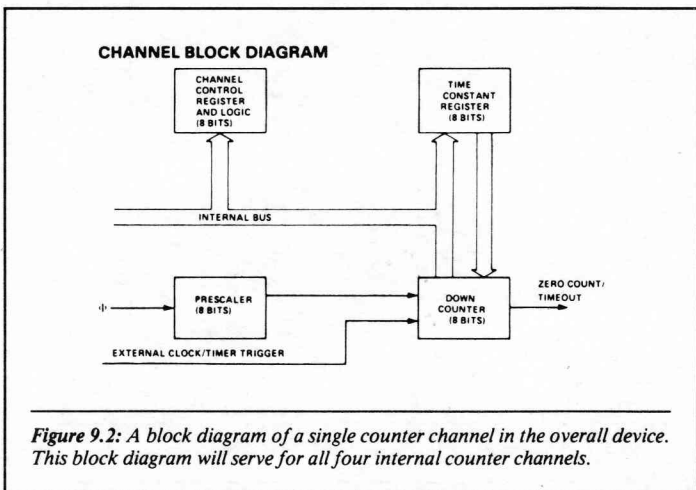 CHANNEL BLOCK DIAGRAM
CHANNEL
CONTROL
REGISTER
AND LOGIC
(8 BITS)
TIME
CONSTANT
REGISTER
(8 BITS)
INTERNAL BUS
ZERO COUNT/
TIMEOUT
PRESCALER
(8 BITS)
DOWN
COUNTER
(8 BITS)
ϕ
EXTERNAL CLOCK/TIMER TRIGGER
Figure 9.2: A block diagram of a single counter channel in the overall device.
This block diagram will serve for all four internal counter channels.